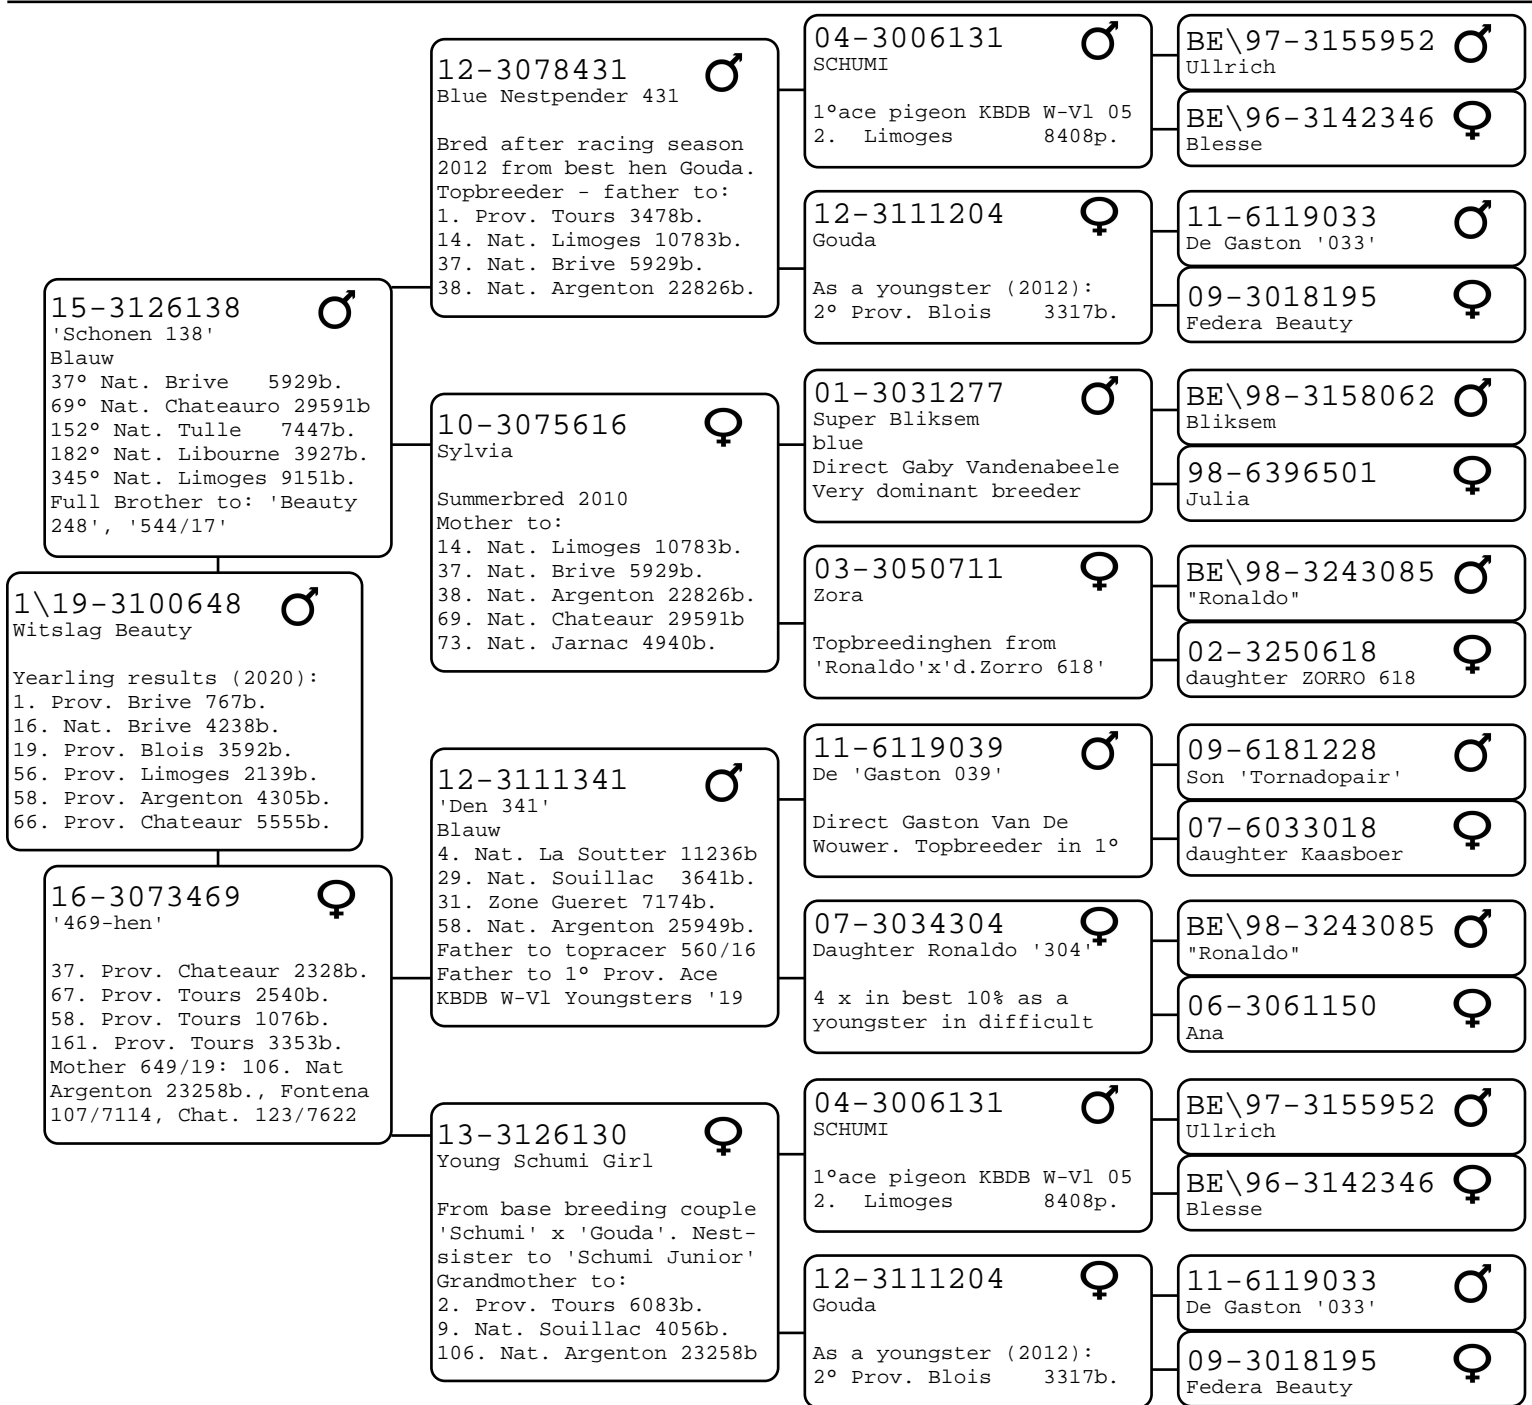 1\19-3100648
Witslag Beauty
Yearling results (2020):
1. Prov. Brive 767b.
16. Nat. Brive 4238b.
19. Prov. Blois 3592b.
56. Prov. Limoges 2139b.
58. Prov. Argenton 4305b.
66. Prov. Chateaur 5555b.
15-3126138
'Schonen 138'
Blauw
37º Nat. Brive 5929b.
69º Nat. Chateauro 29591b
152º Nat. Tulle 7447b.
182º Nat. Libourne 3927b.
345º Nat. Limoges 9151b.
Full Brother to: 'Beauty
248', '544/17'
16-3073469
'469-hen'
37. Prov. Chateaur 2328b.
67. Prov. Tours 2540b.
58. Prov. Tours 1076b.
161. Prov. Tours 3353b.
Mother 649/19: 106. Nat
Argenton 23258b., Fontena
107/7114, Chat. 123/7622
12-3078431
Blue Nestpender 431
Bred after racing season
2012 from best hen Gouda.
Topbreeder - father to:
1. Prov. Tours 3478b.
14. Nat. Limoges 10783b.
37. Nat. Brive 5929b.
38. Nat. Argenton 22826b.
10-3075616
Sylvia
Summerbred 2010
Mother to:
14. Nat. Limoges 10783b.
37. Nat. Brive 5929b.
38. Nat. Argenton 22826b.
69. Nat. Chateaur 29591b
73. Nat. Jarnac 4940b.
12-3111341
'Den 341'
Blauw
4. Nat. La Soutter 11236b
29. Nat. Souillac 3641b.
31. Zone Gueret 7174b.
58. Nat. Argenton 25949b.
Father to topracer 560/16
Father to 1º Prov. Ace
KBDB W-Vl Youngsters '19
13-3126130
Young Schumi Girl
From base breeding couple
'Schumi' x 'Gouda'. Nest-
sister to 'Schumi Junior'
Grandmother to:
2. Prov. Tours 6083b.
9. Nat. Souillac 4056b.
106. Nat. Argenton 23258b
04-3006131
SCHUMI
1ºace pigeon KBDB W-Vl 05
2. Limoges 8408p.
12-3111204
Gouda
As a youngster (2012):
2º Prov. Blois 3317b.
01-3031277
Super Bliksem
blue
Direct Gaby Vandenabeele
Very dominant breeder
03-3050711
Zora
Topbreedinghen from
'Ronaldo'x'd.Zorro 618'
11-6119039
De 'Gaston 039'
Direct Gaston Van De
Wouwer. Topbreeder in 1º
07-3034304
Daughter Ronaldo '304'
4 x in best 10% as a
youngster in difficult
04-3006131
SCHUMI
1ºace pigeon KBDB W-Vl 05
2. Limoges 8408p.
12-3111204
Gouda
As a youngster (2012):
2º Prov. Blois 3317b.
BE\97-3155952
Ullrich
BE\96-3142346
Blesse
11-6119033
De Gaston '033'
09-3018195
Federa Beauty
BE\98-3158062
Bliksem
98-6396501
Julia
BE\98-3243085
"Ronaldo"
02-3250618
daughter ZORRO 618
09-6181228
Son 'Tornadopair'
07-6033018
daughter Kaasboer
BE\98-3243085
"Ronaldo"
06-3061150
Ana
BE\97-3155952
Ullrich
BE\96-3142346
Blesse
11-6119033
De Gaston '033'
09-3018195
Federa Beauty